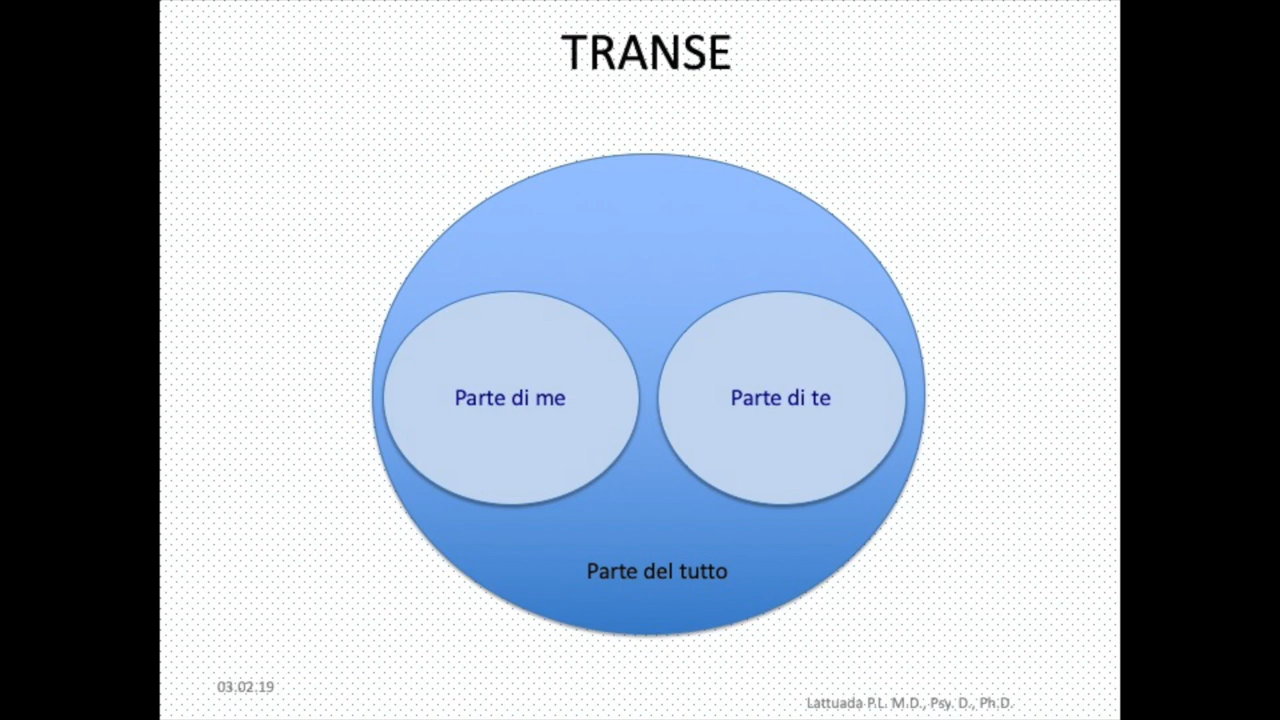 TRANSE
Parte di me
Parte di te
Parte del tutto
03.02.19
Lattuada P.L. M.D., Psy. D., Ph.D.